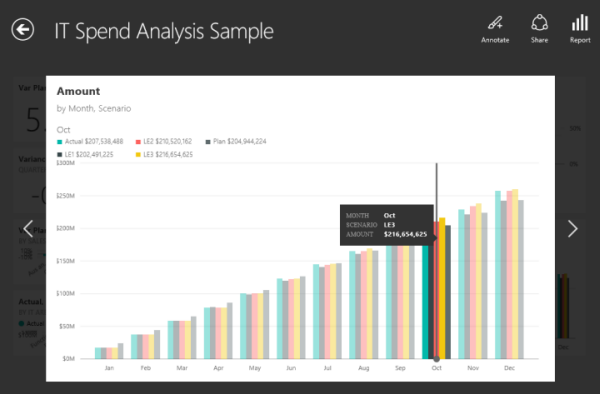 IT Spend Analysis Sample
Annotate Share Report
Var Pla
Amount
by Month, Scenario
Oct
Actual $207,538,488 LE2 $210,520,162 Plan $204,944,224
LE1 $202,491,225 LE3 $216,654,625
$300M
$250M
$200M
$150M
$100M
$50M
$0M
MONTH Oct
SCENARIO LE3
AMOUNT $216,654,625
Jan Feb Mar Apr May Jun Jul Aug Sep Oct Nov Dec
Varianc
Var Pla
Actual,
Actual